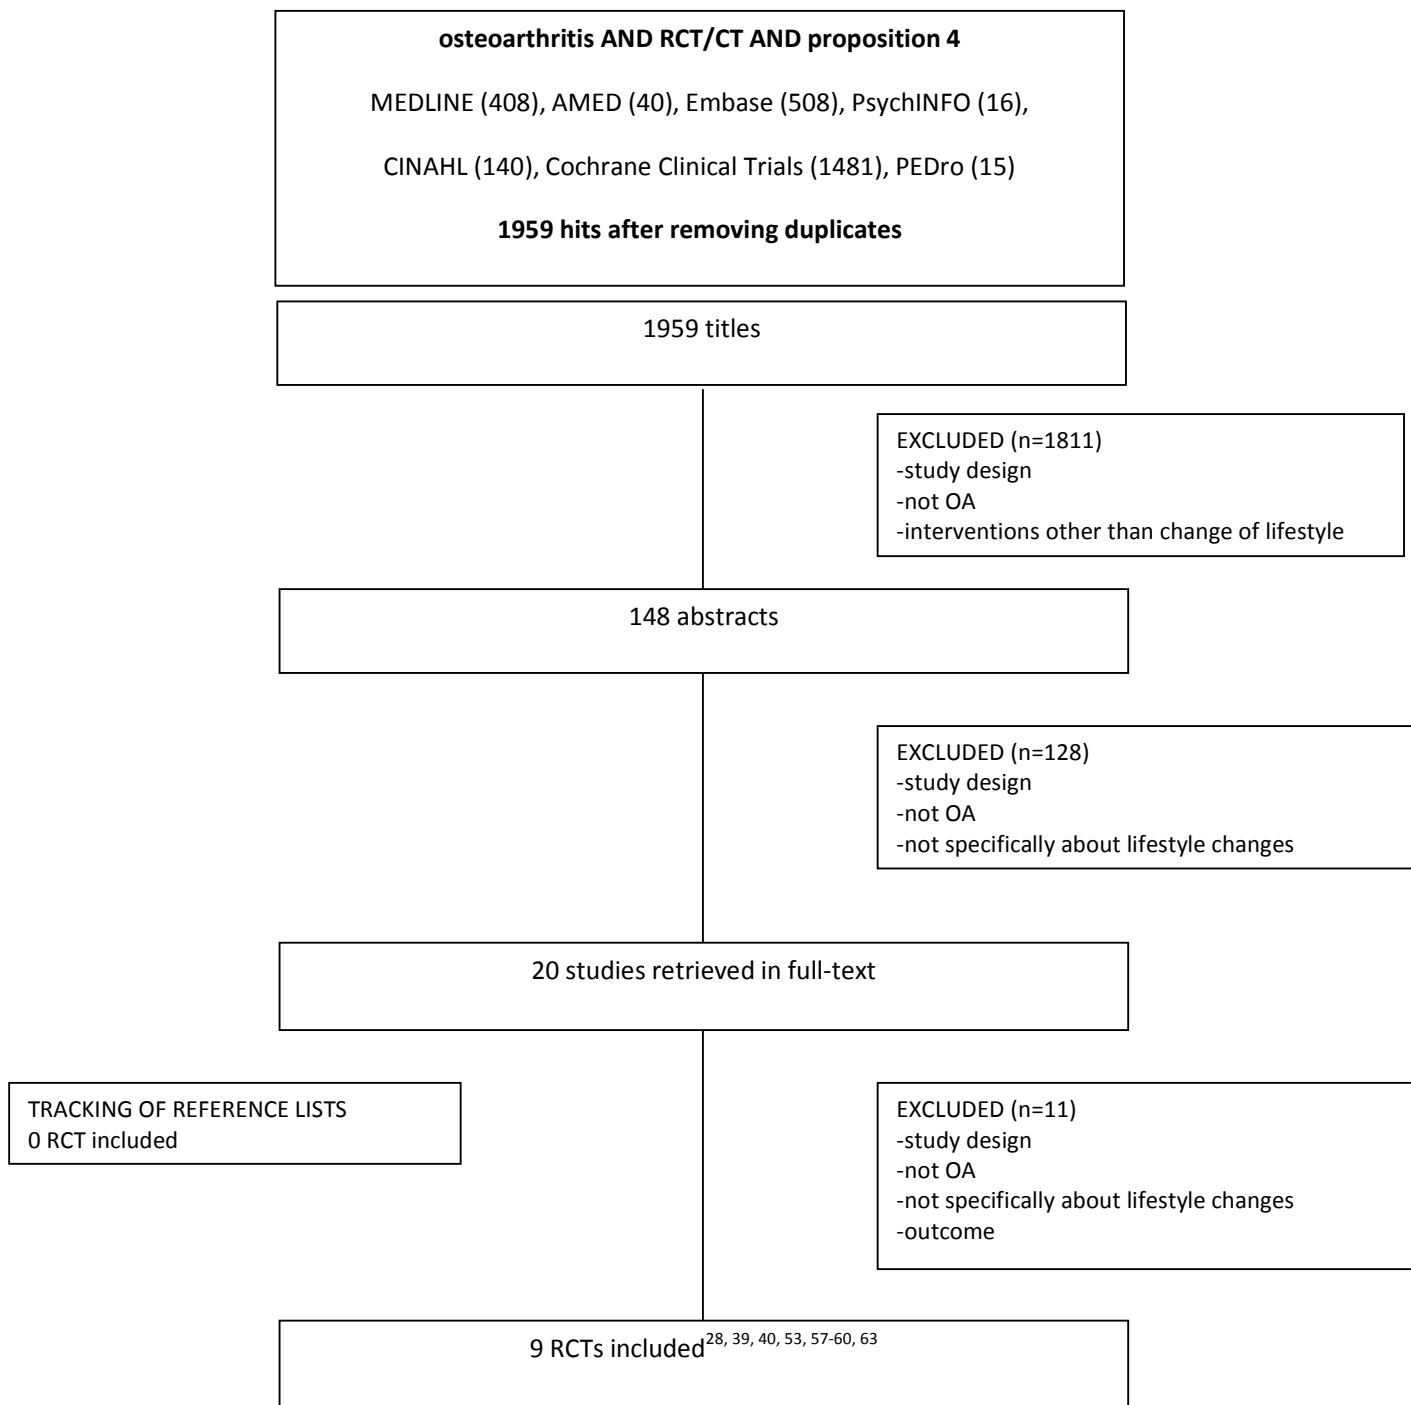 osteoarthritis AND RCT/CT AND proposition 4
MEDLINE (408), AMED (40), Embase (508), PsychINFO (16),
CINAHL (140), Cochrane Clinical Trials (1481), PEDro (15)
1959 hits after removing duplicates
1959 titles
EXCLUDED (n=1811)
-study design
-not OA
-interventions other than change of lifestyle
148 abstracts
EXCLUDED (n=128)
-study design
-not OA
-not specifically about lifestyle changes
20 studies retrieved in full-text
TRACKING OF REFERENCE LISTS
0 RCT included
EXCLUDED (n=11)
-study design
-not OA
-not specifically about lifestyle changes
-outcome
9 RCTs included28, 39, 40, 53, 57-60, 63